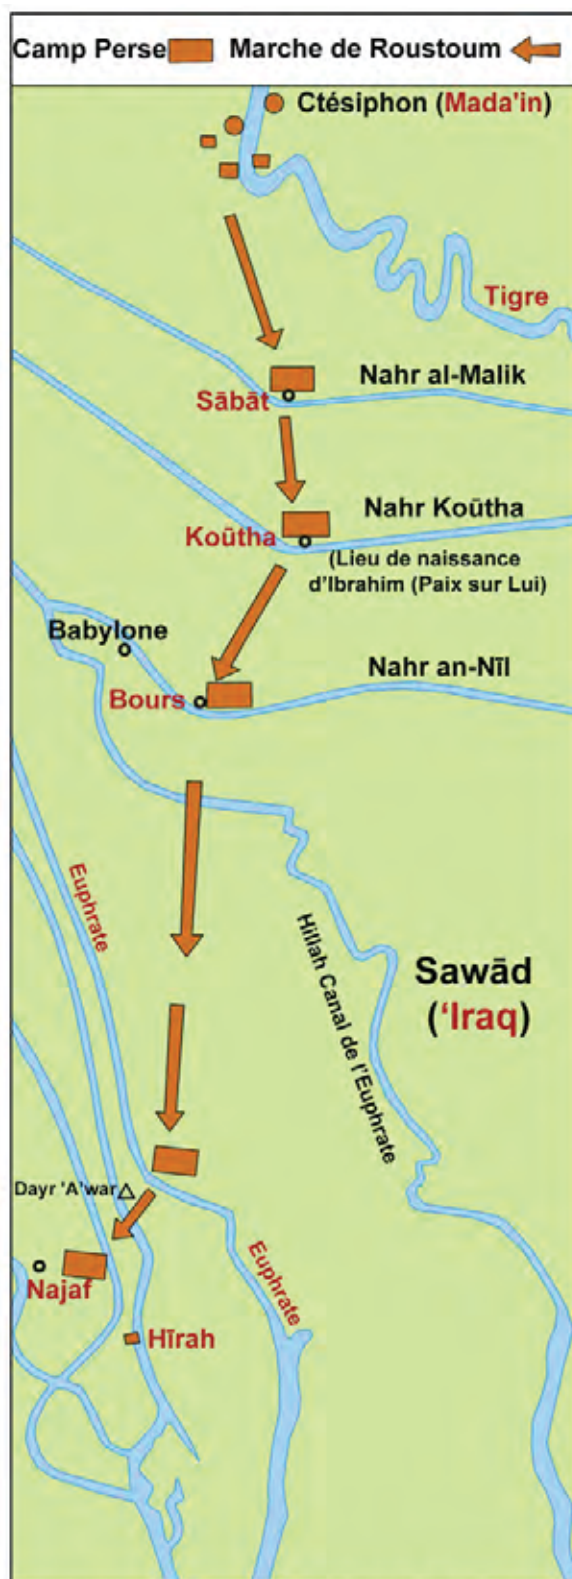 Camp Perse Marche de Roustoum
Ctésiphon (Mada'in)
Tigre
Nahr al-Malik
Sābāt
Nahr Koūtha
Koūtha
(Lieu de naissance
d'Ibrahim (Paix sur Lui)
Babylone
Nahr an-Nīl
Bours
Euphrate
Hillah Canal de l'Euphrate
Sawād
('Iraq)
Dayr 'A'war
Euphrate
Najaf
Hīrah